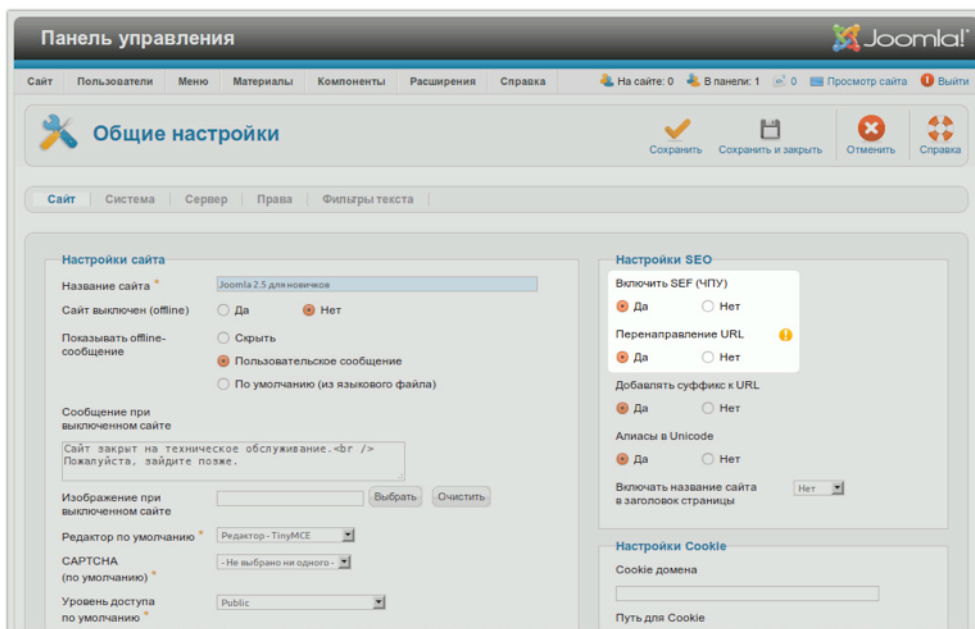 Панель управления
Joomla!
Сайт Пользователи Меню Материалы Компоненты Расширения Справка На сайте: 0 В панели: 1 0 Просмотр сайта Выйти
Общие настройки
Сохранить Сохранить и закрыть Отменить Справка
Сайт Система Сервер Права Фильтры текста
Настройки сайта
Название сайта * Joomla 2.5 для новичков
Сайт выключен (offline) Да Нет
Показывать offline-
сообщение
Скрыть
Пользовательское сообщение
По умолчанию (из языкового файла)
Сообщение при
выключенном сайте
Сайт закрыт на техническое обслуживание.<br />
Пожалуйста, зайдите позже.
Изображение при
выключенном сайте
Выбрать Очистить
Редактор по умолчанию * Редактор - TinyMCE
CAPTCHA
(по умолчанию) *
- Не выбрано ни одного -
Уровень доступа
по умолчанию *
Public
Настройки SEO
Включить SEF (ЧПУ)
Да Нет
Перенаправление URL
Да Нет
Добавлять суффикс к URL
Да Нет
Алиасы в Unicode
Да Нет
Включать название сайта
в заголовок страницы
Нет
Настройки Cookie
Cookie домена
Путь для Cookie